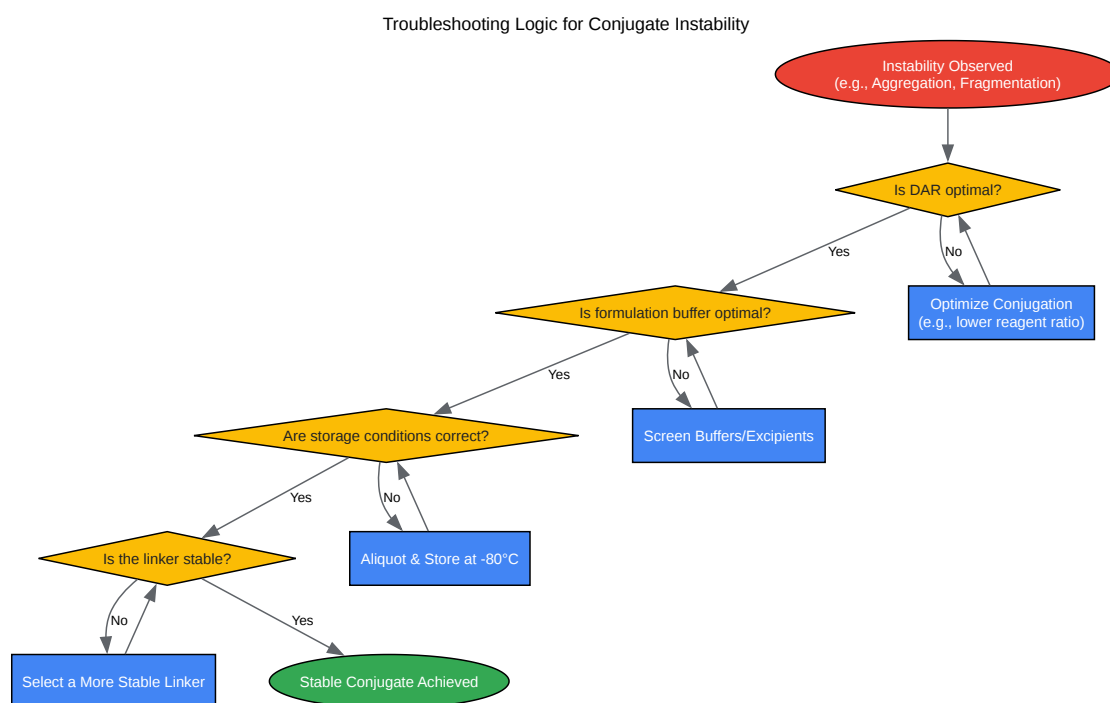 Troubleshooting Logic for Conjugate Instability
Instability Observed
(e.g., Aggregation, Fragmentation)
Is DAR optimal?
Yes
No
Optimize Conjugation
(e.g., lower reagent ratio)
Is formulation buffer optimal?
Yes
No
Screen Buffers/Excipients
Are storage conditions correct?
Yes
No
Aliquot & Store at -80°C
Is the linker stable?
No
Yes
Select a More Stable Linker
Stable Conjugate Achieved